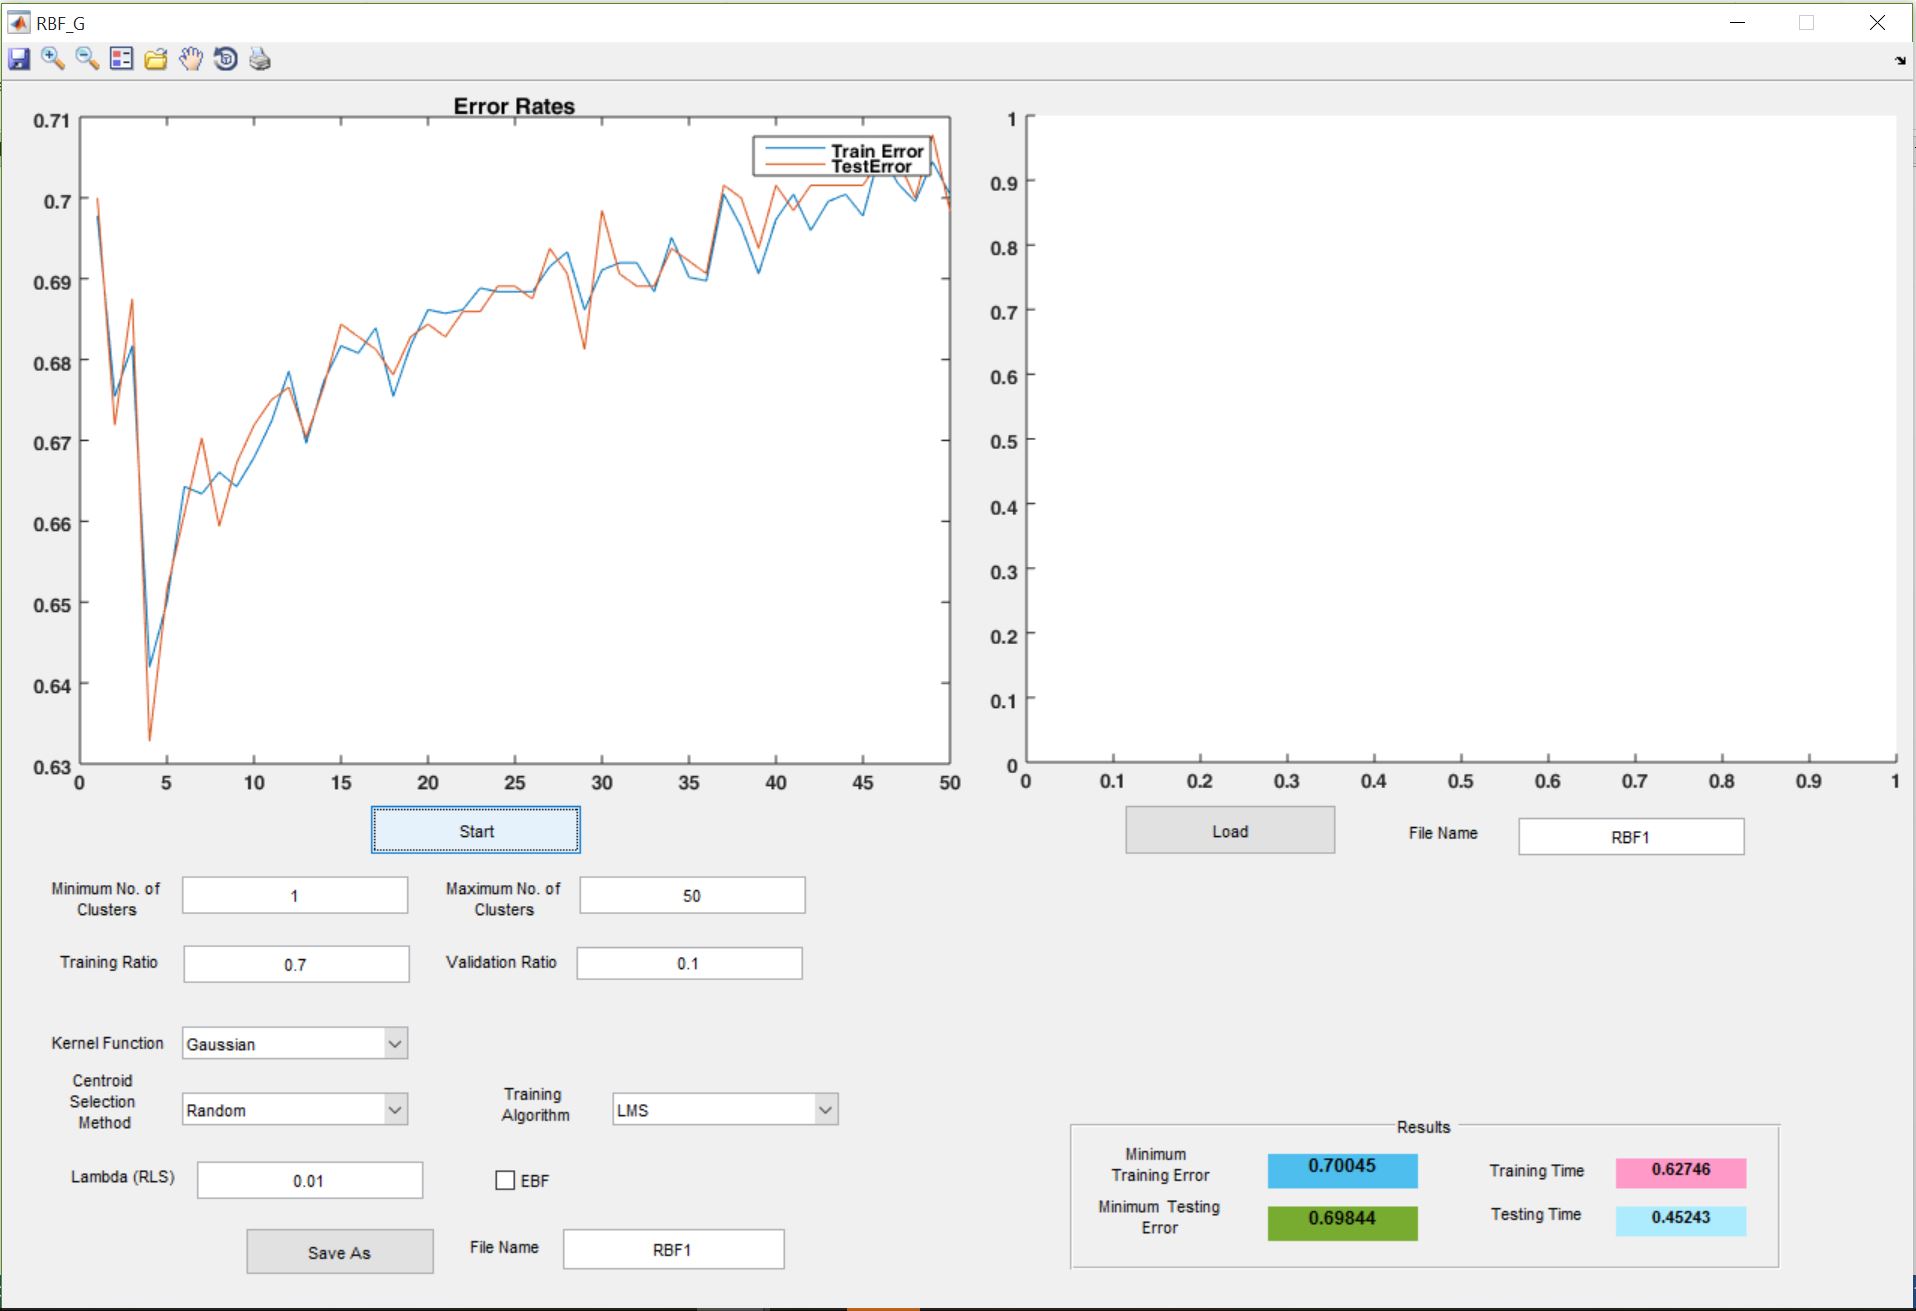 RBF_G
Error Rates
Train Error
TestError
0.71
0.7
0.69
0.68
0.67
0.66
0.65
0.64
0.63
0 5 10 15 20 25 30 35 40 45 50
1
0.9
0.8
0.7
0.6
0.5
0.4
0.3
0.2
0.1
0
0 0.1 0.2 0.3 0.4 0.5 0.6 0.7 0.8 0.9 1
Start
Load
File Name
RBF1
Minimum No. of
Clusters
1
Maximum No. of
Clusters
50
Training Ratio
0.7
Validation Ratio
0.1
Kernel Function
Gaussian
Centroid
Selection
Method
Random
Training
Algorithm
LMS
Lambda (RLS)
0.01
EBF
Save As
File Name
RBF1
Results
Minimum
Training Error
0.70045
Training Time
0.62746
Minimum Testing
Error
0.69844
Testing Time
0.45243